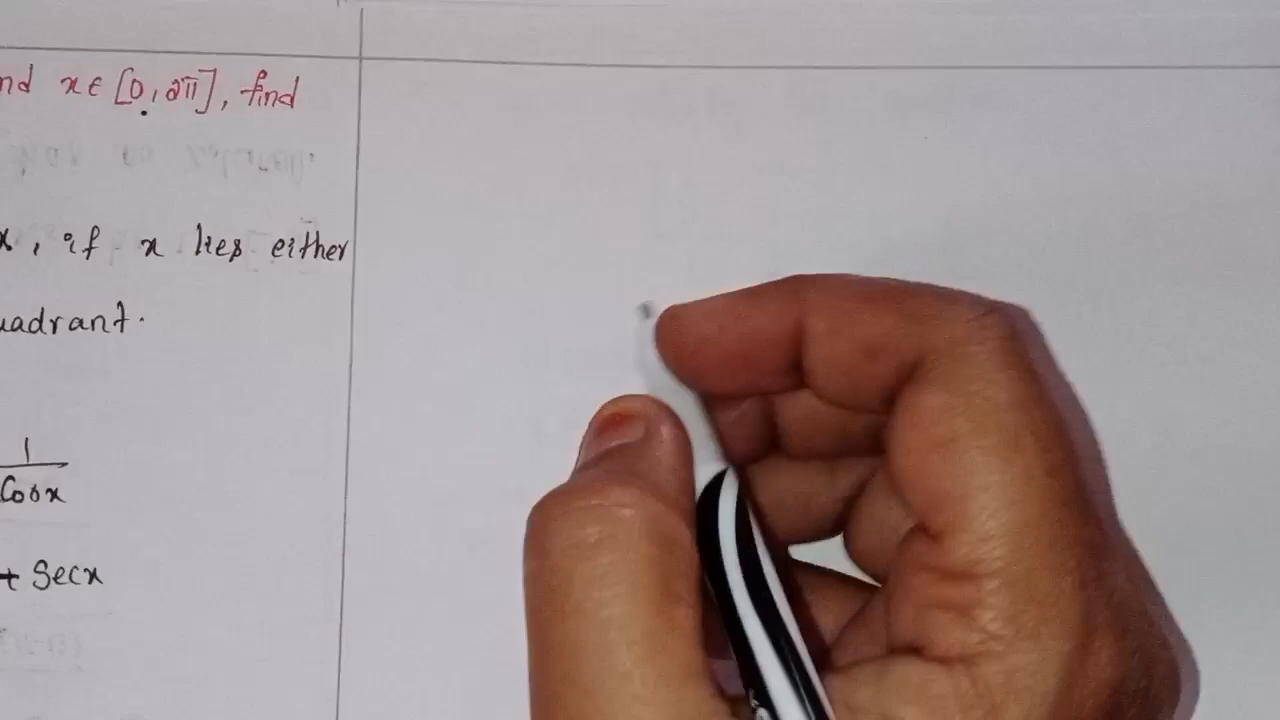 nd x ∈ [0, 2π], find
x, if x lies either
uadrant.
1
Cosx
+ Secx